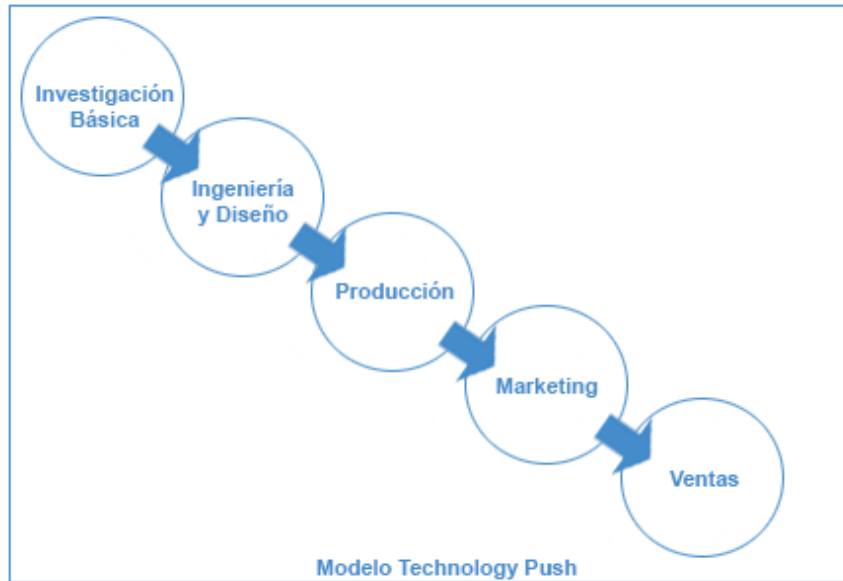 Investigación
Básica
Ingeniería
y Diseño
Producción
Marketing
Ventas
Modelo Technology Push